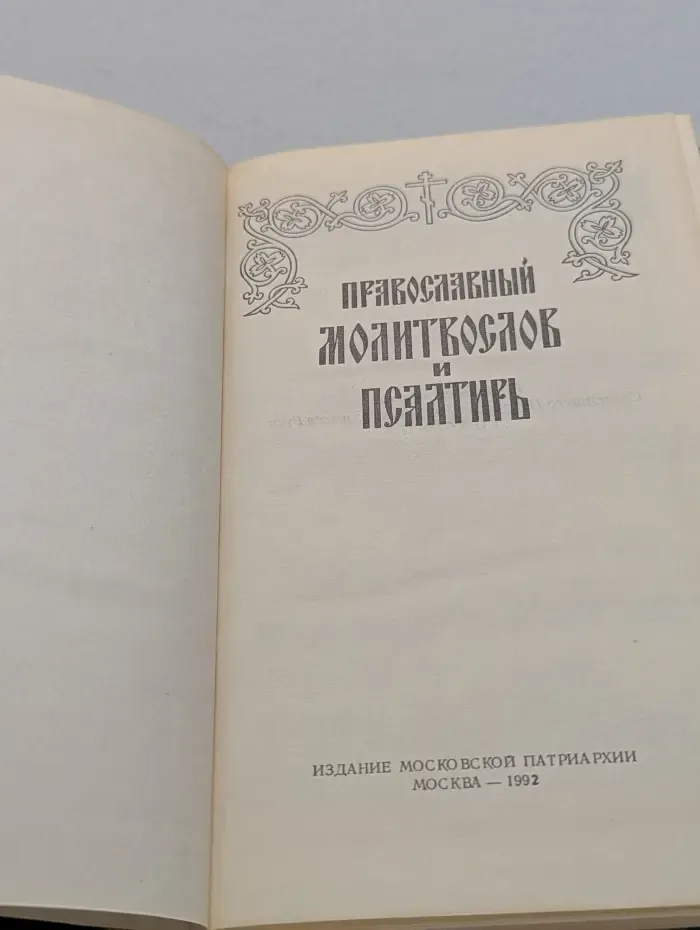 ПРАВОСЛАВНЫЙ
МОЛИТВОСЛОВ
И
ПСАЛТИРЬ
ИЗДАНИЕ МОСКОВСКОЙ ПАТРИАРХИИ
МОСКВА — 1992